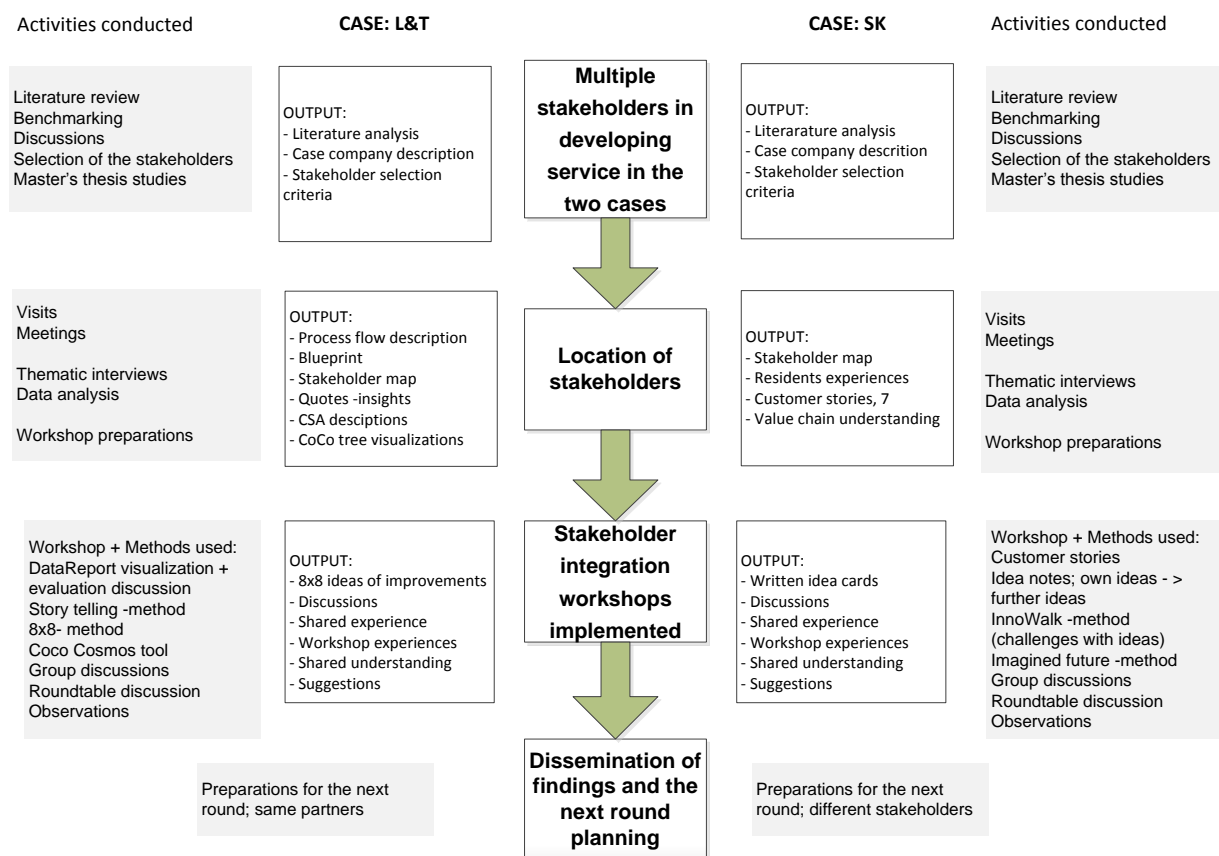 Activities conducted
CASE: L&T
CASE: SK
Activities conducted
Literature review
Benchmarking
Discussions
Selection of the stakeholders
Master's thesis studies
OUTPUT:
- Literature analysis
- Case company description
- Stakeholder selection
criteria
Multiple
stakeholders in
developing
service in the
two cases
OUTPUT:
- Literarature analysis
- Case company descrition
- Stakeholder selection
criteria
Literature review
Benchmarking
Discussions
Selection of the stakeholders
Master's thesis studies
Visits
Meetings
Thematic interviews
Data analysis
Workshop preparations
OUTPUT:
- Process flow description
- Blueprint
- Stakeholder map
- Quotes -insights
- CSA desciptions
- CoCo tree visualizations
Location of
stakeholders
OUTPUT:
- Stakeholder map
- Residents experiences
- Customer stories, 7
- Value chain understanding
Visits
Meetings
Thematic interviews
Data analysis
Workshop preparations
Workshop + Methods used:
DataReport visualization +
evaluation discussion
Story telling -method
8x8- method
Coco Cosmos tool
Group discussions
Roundtable discussion
Observations
OUTPUT:
- 8x8 ideas of improvements
- Discussions
- Shared experience
- Workshop experiences
- Shared understanding
- Suggestions
Stakeholder
integration
workshops
implemented
OUTPUT:
- Written idea cards
- Discussions
- Shared experience
- Workshop experiences
- Shared understanding
- Suggestions
Workshop + Methods used:
Customer stories
Idea notes; own ideas - >
further ideas
InnoWalk -method
(challenges with ideas)
Imagined future -method
Group discussions
Roundtable discussion
Observations
Preparations for the next
round; same partners
Dissemination of
findings and the
next round
planning
Preparations for the next
round; different stakeholders